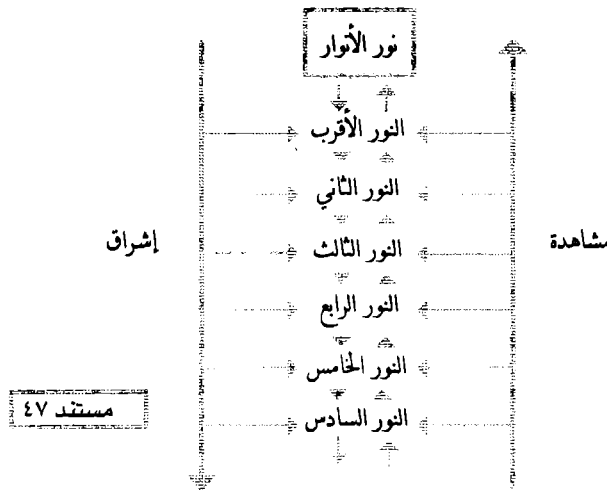 نور الأنوار
النور الأقرب
النور الثاني
مشاهدة
النور الثالث
إشراق
النور الرابع
النور الخامس
مستند ٤٧
النور السادس